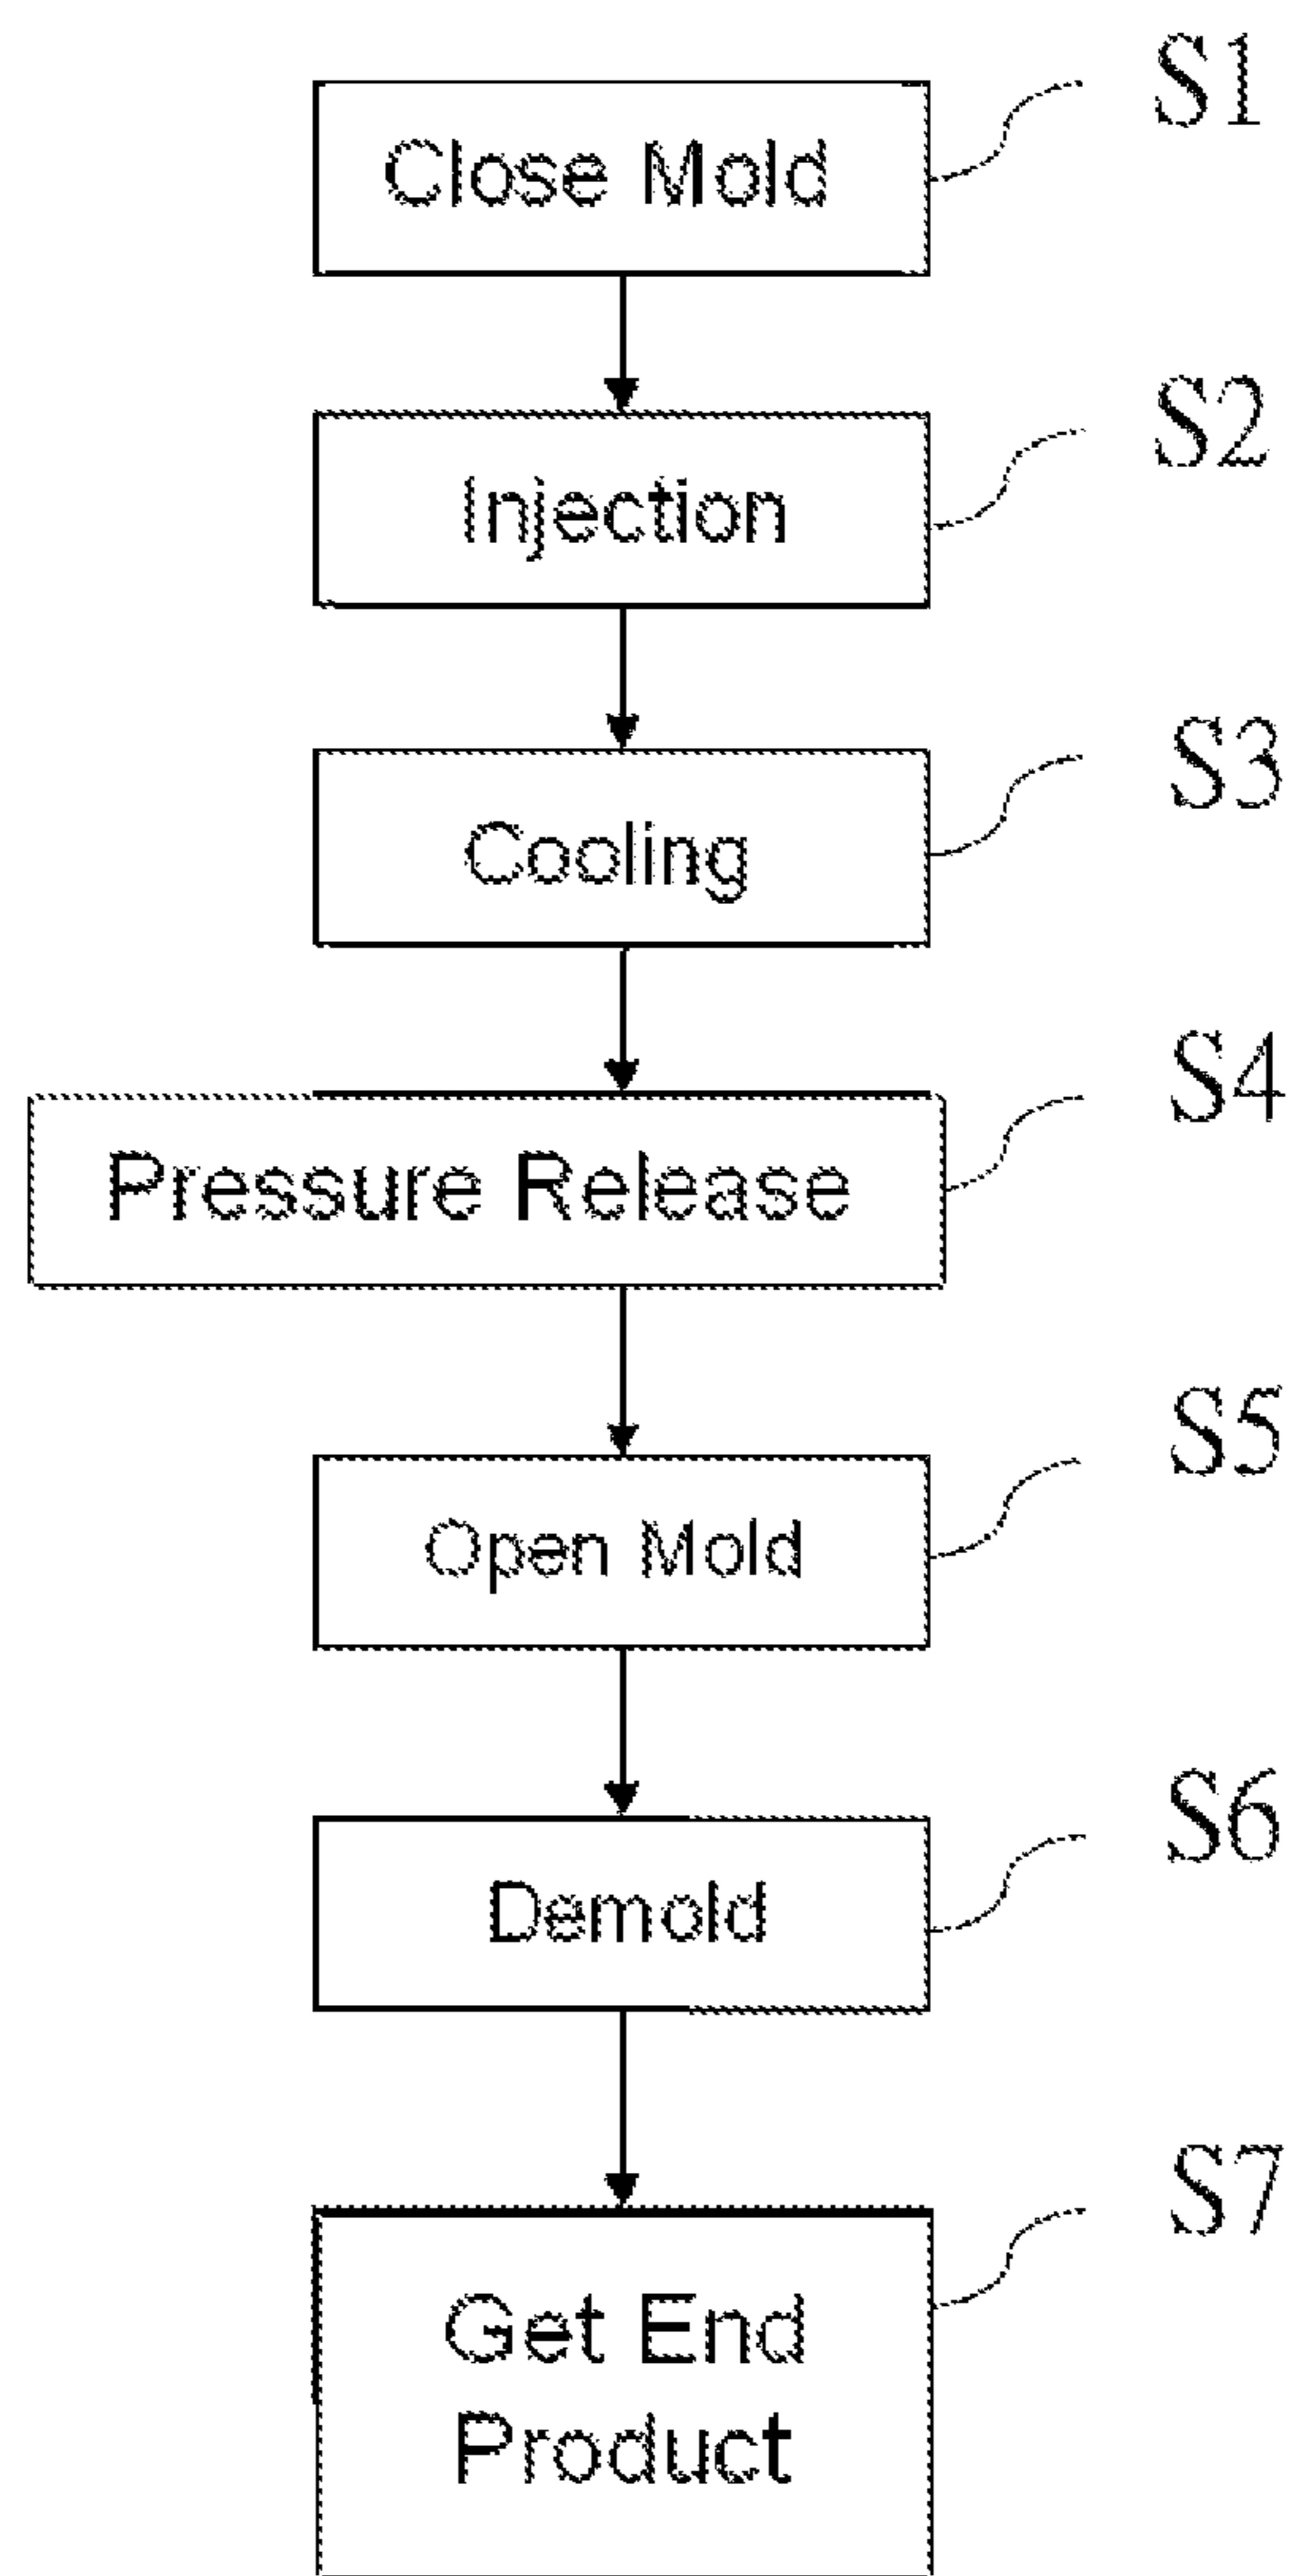 Close Mold
S1
Injection
S2
Cooling
S3
Pressure Release
S4
Open Mold
S5
Demold
S6
Get End
Product
S7